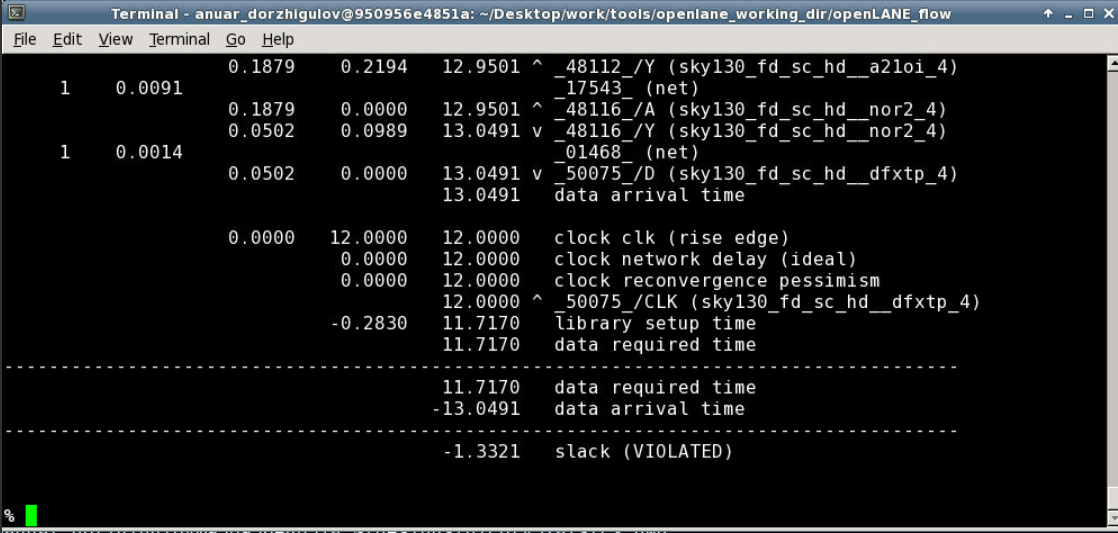 Terminal - anuar_dorzhigulov@950956e4851a: ~/Desktop/work/tools/openlane_working_dir/openLANE_flow
File Edit View Terminal Go Help
0.1879 0.2194 12.9501 ^ _48112_/Y (sky130_fd_sc_hd__a21oi_4)
1 0.0091 _17543_ (net)
0.1879 0.0000 12.9501 ^ _48116_/A (sky130_fd_sc_hd__nor2_4)
0.0502 0.0989 13.0491 v _48116_/Y (sky130_fd_sc_hd__nor2_4)
1 0.0014 _01468_ (net)
0.0502 0.0000 13.0491 v _50075_/D (sky130_fd_sc_hd__dfxtp_4)
13.0491 data arrival time
0.0000 12.0000 12.0000 clock clk (rise edge)
0.0000 12.0000 clock network delay (ideal)
0.0000 12.0000 clock reconvergence pessimism
12.0000 ^ _50075_/CLK (sky130_fd_sc_hd__dfxtp_4)
-0.2830 11.7170 library setup time
11.7170 data required time
---------------------------------------------------------------------------------------
11.7170 data required time
-13.0491 data arrival time
---------------------------------------------------------------------------------------
-1.3321 slack (VIOLATED)
%